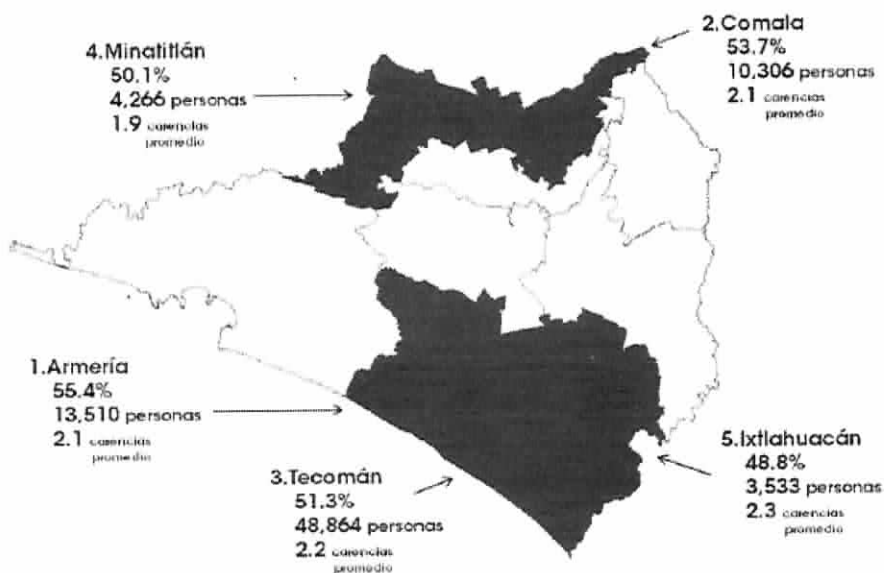 4.Minatitlán
50.1%
4,266 personas
1.9 carencias
promedio
2.Comala
53.7%
10,306 personas
2.1 carencias
promedio
1.Armería
55.4%
13,510 personas
2.1 carencias
promedio
3.Tecomán
51.3%
48,864 personas
2.2 carencias
promedio
5.Ixtlahuacán
48.8%
3,533 personas
2.3 carencias
promedio